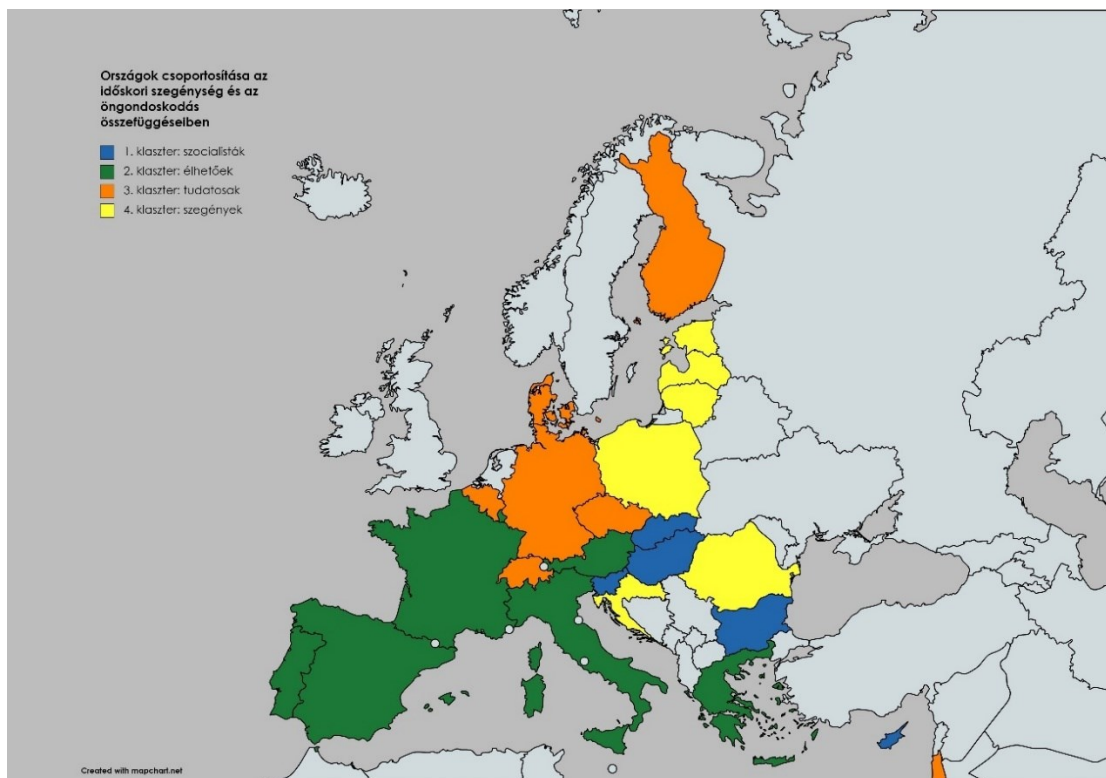 Országok csoportosítása az
időskori szegénység és az
öngondoskodás
összefüggéseiben
1. klaszter: szocialisták
2. klaszter: élhetőek
3. klaszter: tudatosak
4. klaszter: szegények
Created with mapchart.net